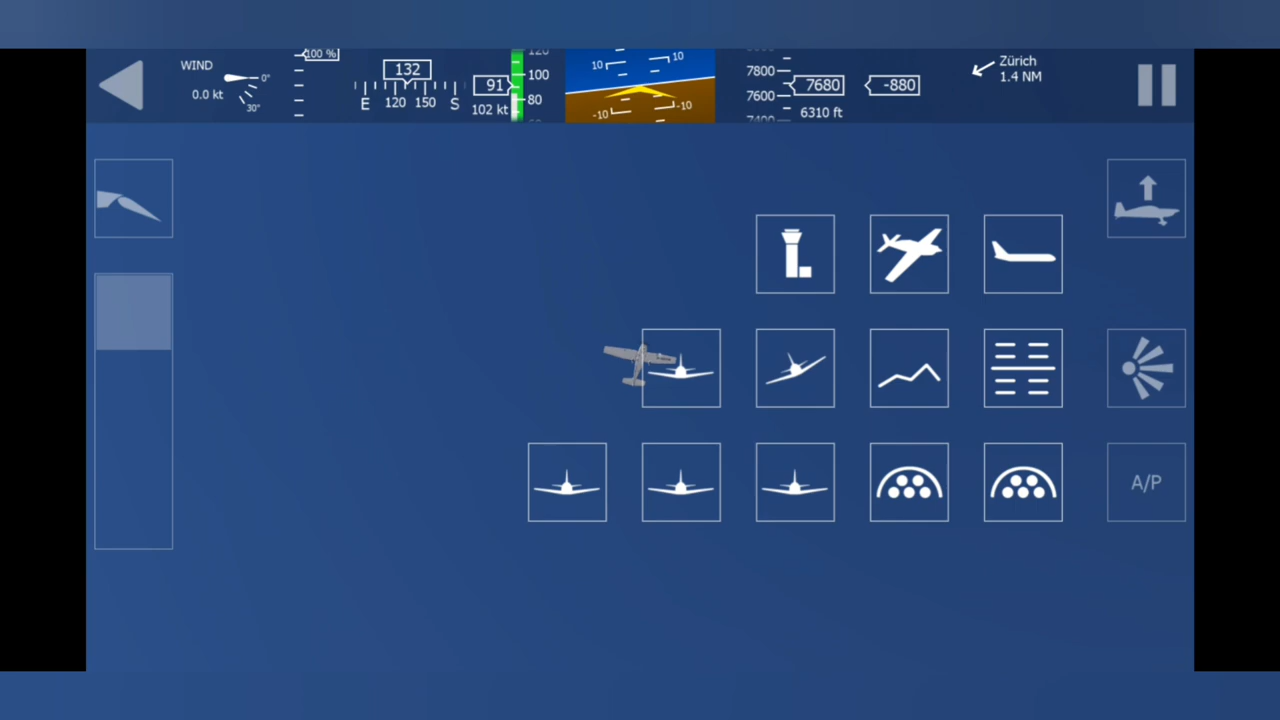 WIND
0.0 kt
0°
30°
100 %
132
E 120 150 S
91
102 kt
120
100
80
10 10
-10 -10
7800
7600
7400
7680
6310 ft
-880
Zürich
1.4 NM
A/P